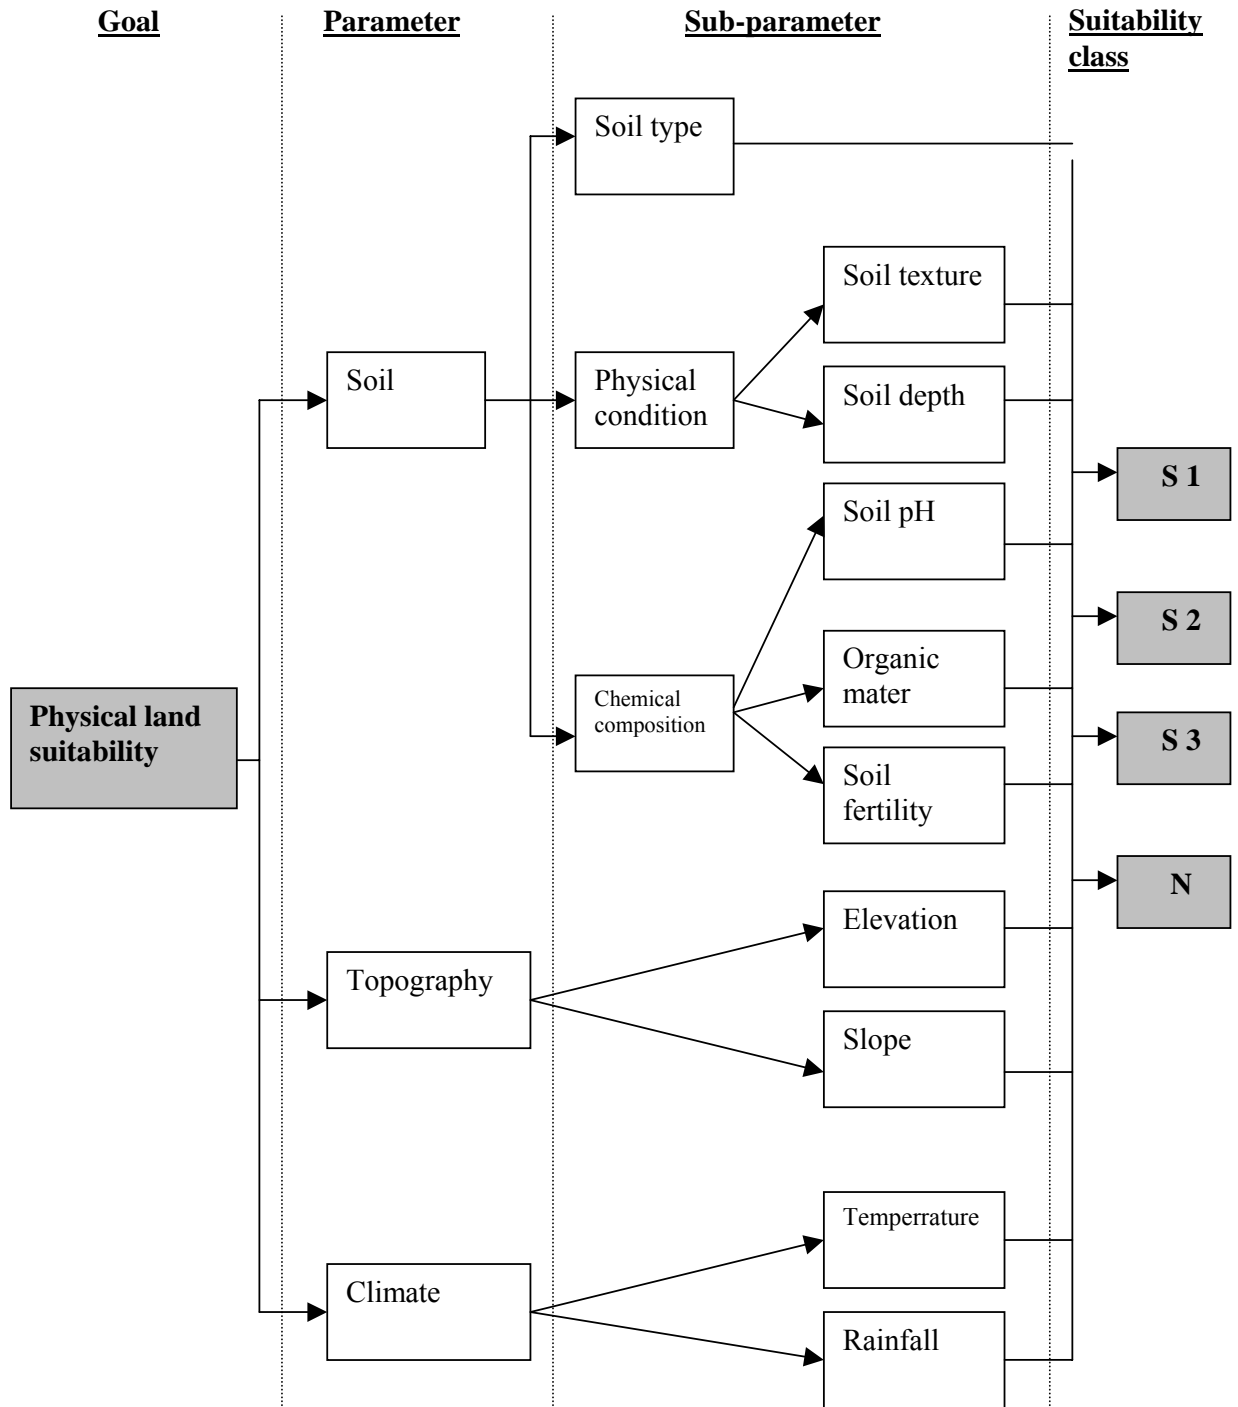 Goal
Parameter
Sub-parameter
Suitability
class
Soil type
Soil texture
Soil
Physical
condition
Soil depth
S 1
Soil pH
S 2
Organic
mater
Chemical
composition
Physical land
suitability
S 3
Soil
fertility
N
Elevation
Topography
Slope
Temperrature
Climate
Rainfall